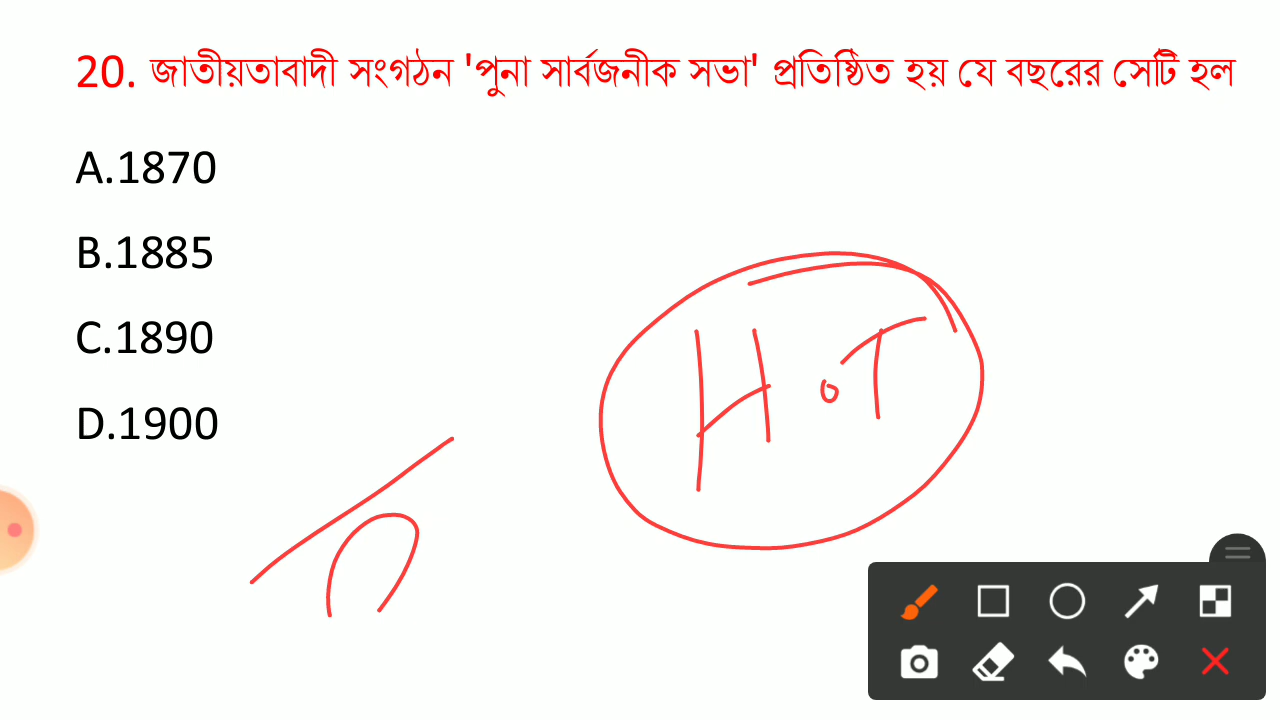 20. জাতীয়তাবাদী সংগঠন 'পুনা সার্বজনীক সভা' প্রতিষ্ঠিত হয় যে বছরের সেটি হল
A.1870
B.1885
C.1890
D.1900
HOT